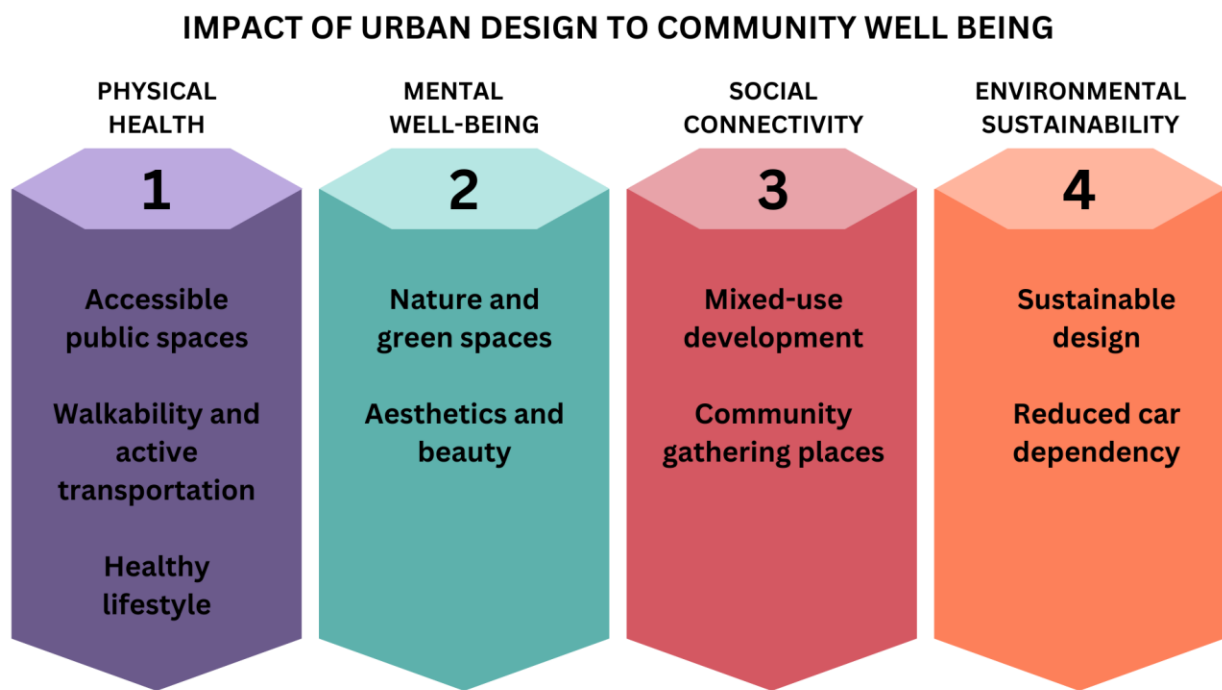 IMPACT OF URBAN DESIGN TO COMMUNITY WELL BEING
PHYSICAL
HEALTH
1
Accessible
public spaces
Walkability and
active
transportation
Healthy
lifestyle
MENTAL
WELL-BEING
2
Nature and
green spaces
Aesthetics and
beauty
SOCIAL
CONNECTIVITY
3
Mixed-use
development
Community
gathering places
ENVIRONMENTAL
SUSTAINABILITY
4
Sustainable
design
Reduced car
dependency